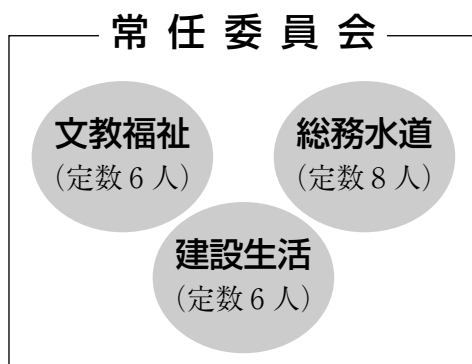 常任委員会
文教福祉
(定数6人)
総務水道
(定数8人)
建設生活
(定数6人)